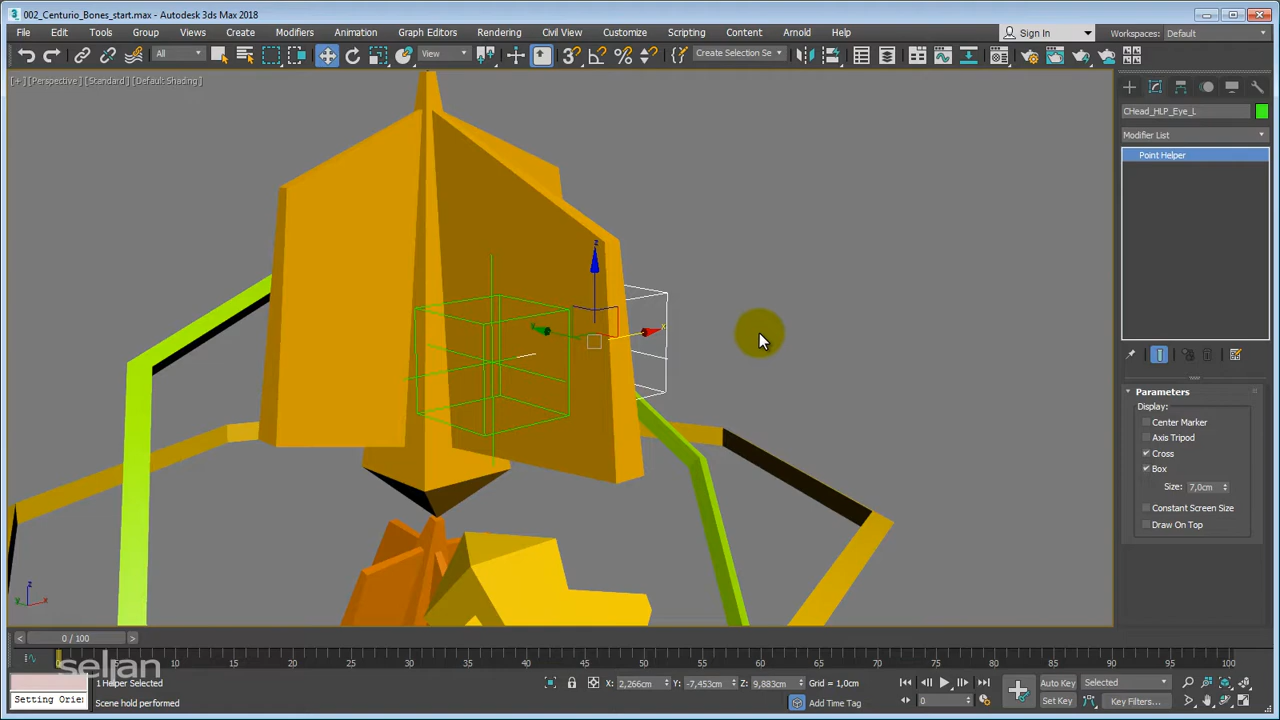 002_Centurio_Bones_start.max - Autodesk 3ds Max 2018
File Edit Tools Group Views Create Modifiers Animation Graph Editors Rendering Civil View Customize Scripting Content Arnold Help
Sign In
Workspaces: Default
All
View
Create Selection Se
[+] [Perspective] [Standard] [Default Shading]
CHead_HLP_Eye_L
Modifier List
Point Helper
Parameters
Display:
Center Marker
Axis Tripod
Cross
Box
Size: 7,0cm
Constant Screen Size
Draw On Top
z
x
z
y x
0 / 100
0 5 10 15 20 25 30 35 40 45 50 55 60 65 70 75 80 85 90 95 100
selian
1 Helper Selected
X: 2,266cm Y: -7,453cm Z: 9,883cm Grid = 1,0cm
Auto Key Selected
Setting Orie
Scene hold performed
Add Time Tag
0
Set Key Key Filters...